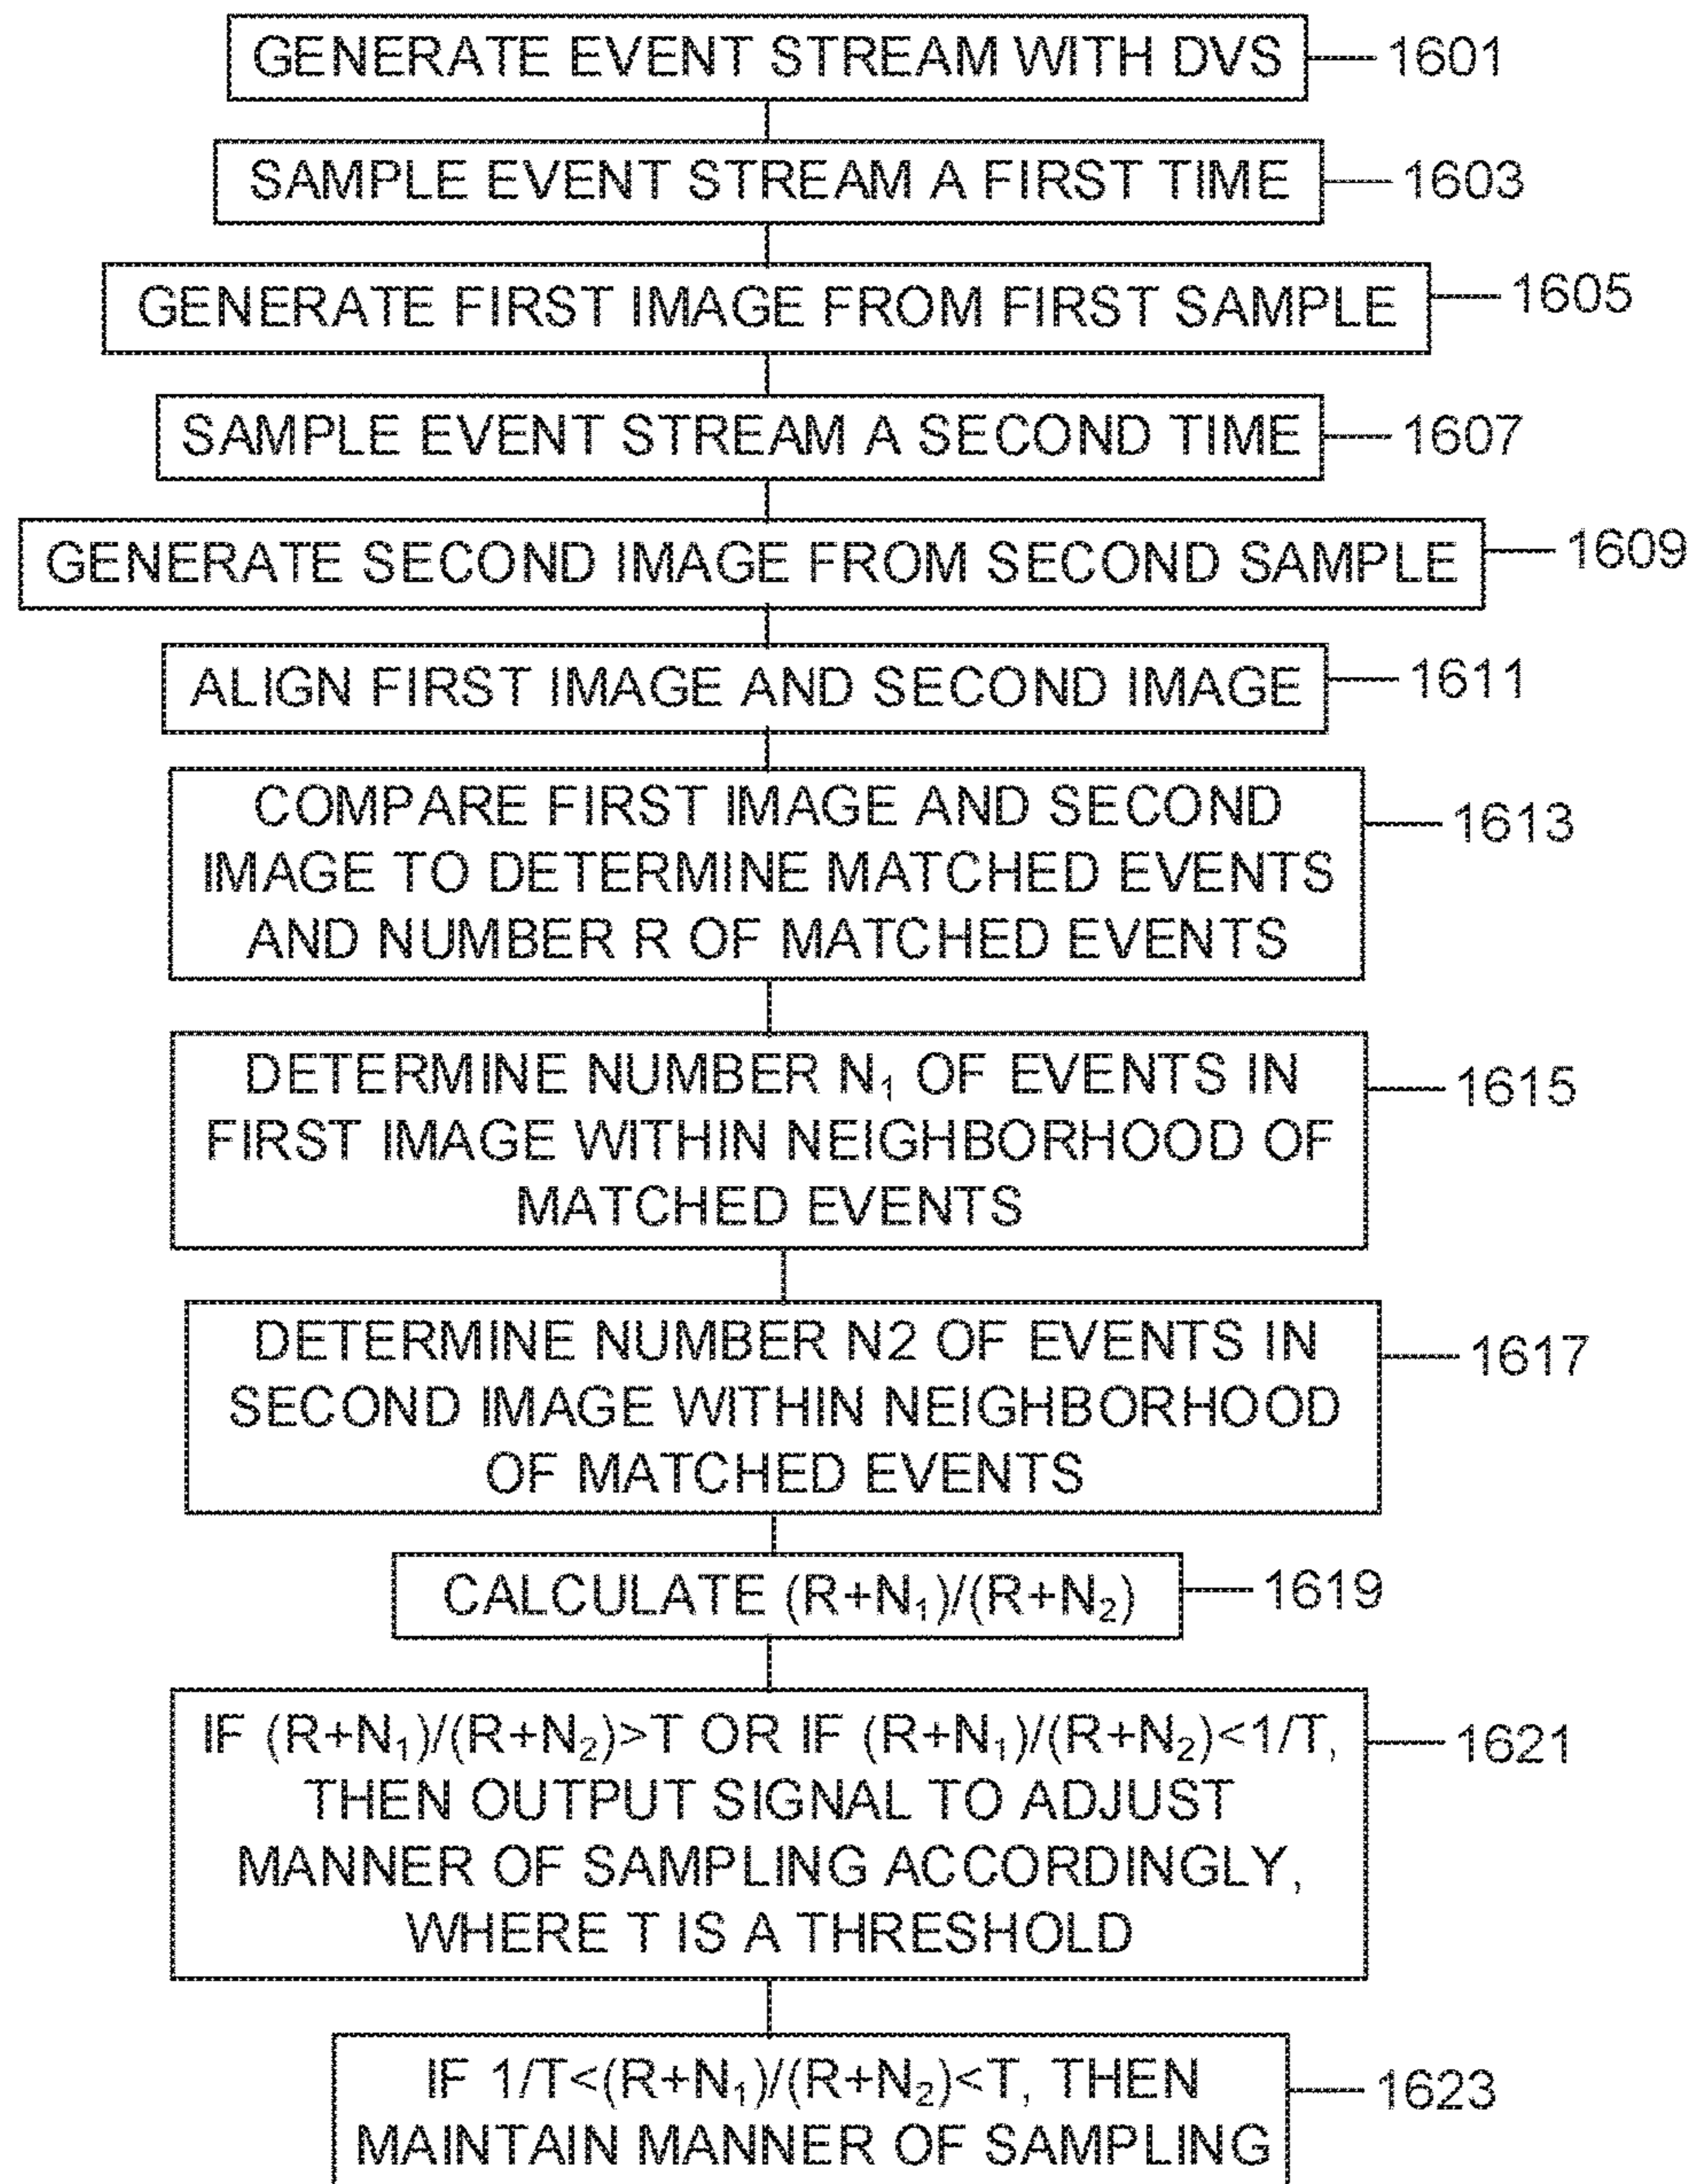 GENERATE EVENT STREAM WITH DVS 1601
SAMPLE EVENT STREAM A FIRST TIME 1603
GENERATE FIRST IMAGE FROM FIRST SAMPLE 1605
SAMPLE EVENT STREAM A SECOND TIME 1607
GENERATE SECOND IMAGE FROM SECOND SAMPLE 1609
ALIGN FIRST IMAGE AND SECOND IMAGE 1611
COMPARE FIRST IMAGE AND SECOND 1613
IMAGE TO DETERMINE MATCHED EVENTS
AND NUMBER R OF MATCHED EVENTS
DETERMINE NUMBER N₁ OF EVENTS IN 1615
FIRST IMAGE WITHIN NEIGHBORHOOD OF
MATCHED EVENTS
DETERMINE NUMBER N2 OF EVENTS IN 1617
SECOND IMAGE WITHIN NEIGHBORHOOD
OF MATCHED EVENTS
CALCULATE (R+N₁)/(R+N₂) 1619
IF (R+N₁)/(R+N₂)>T OR IF (R+N₁)/(R+N₂)<1/T, 1621
THEN OUTPUT SIGNAL TO ADJUST
MANNER OF SAMPLING ACCORDINGLY,
WHERE T IS A THRESHOLD
IF 1/T<(R+N₁)/(R+N₂)<T, THEN 1623
MAINTAIN MANNER OF SAMPLING